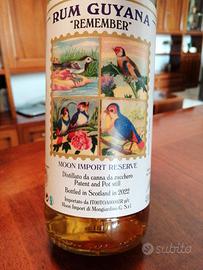 RUM GUYANA
"REMEMBER"
MOON IMPORT RESERVE
Distillato da canna da zucchero
Patent and Pot still
Bottled in Scotland in 2022
Importato da
Moon Import di Mongiardino G. S.r.l
subito